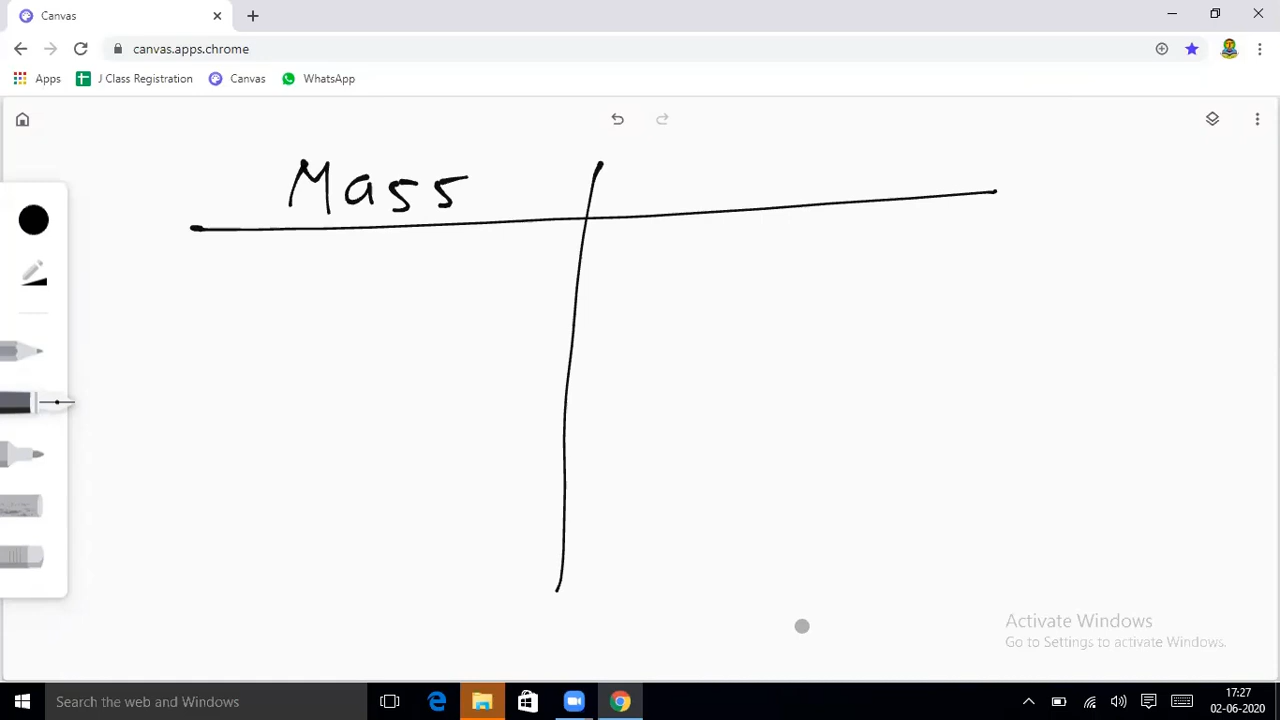 Canvas
canvas.apps.chrome
Apps J Class Registration Canvas WhatsApp
Mass
Activate Windows
Go to Settings to activate Windows.
Search the web and Windows
17:27
02-06-2020